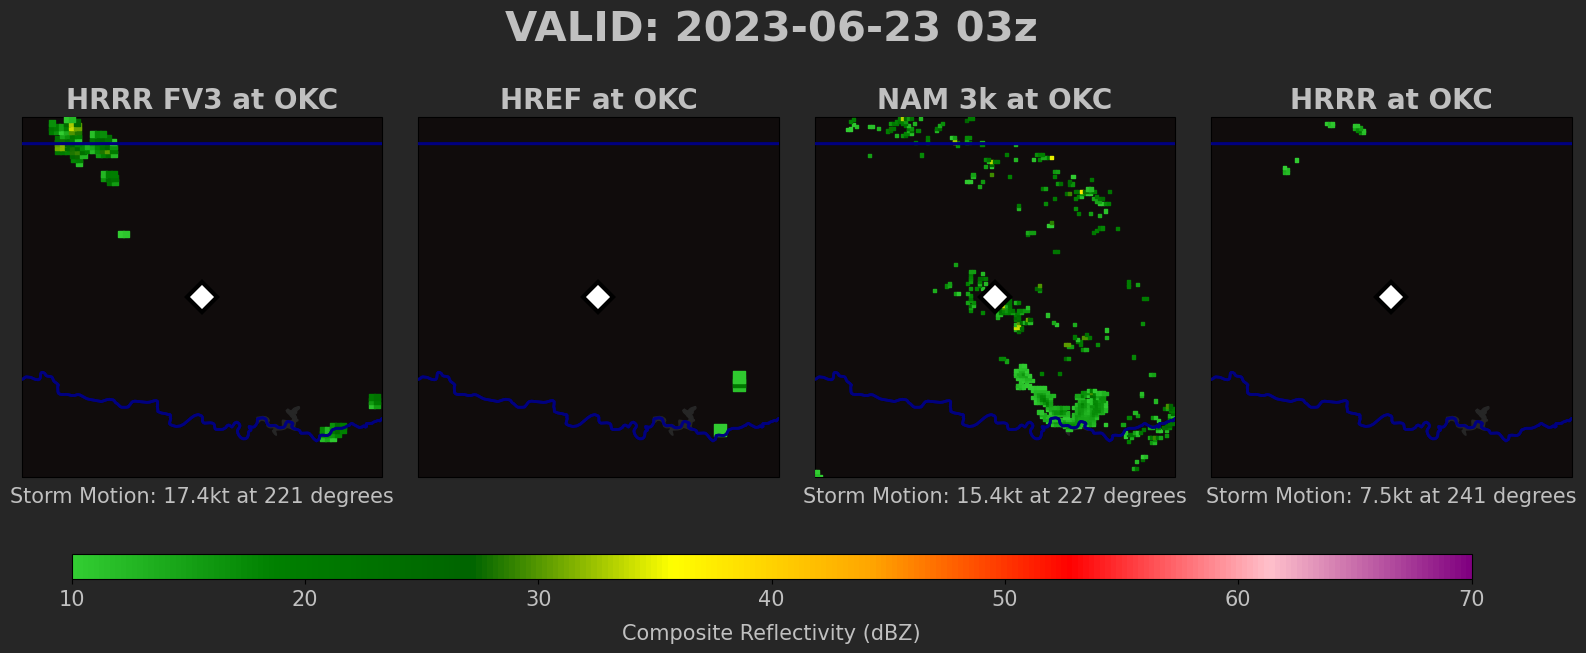 VALID: 2023-06-23 03z
HRRR FV3 at OKC
HREF at OKC
NAM 3k at OKC
HRRR at OKC
Storm Motion: 17.4kt at 221 degrees
Storm Motion: 15.4kt at 227 degrees
Storm Motion: 7.5kt at 241 degrees
10 20 30 40 50 60 70
Composite Reflectivity (dBZ)